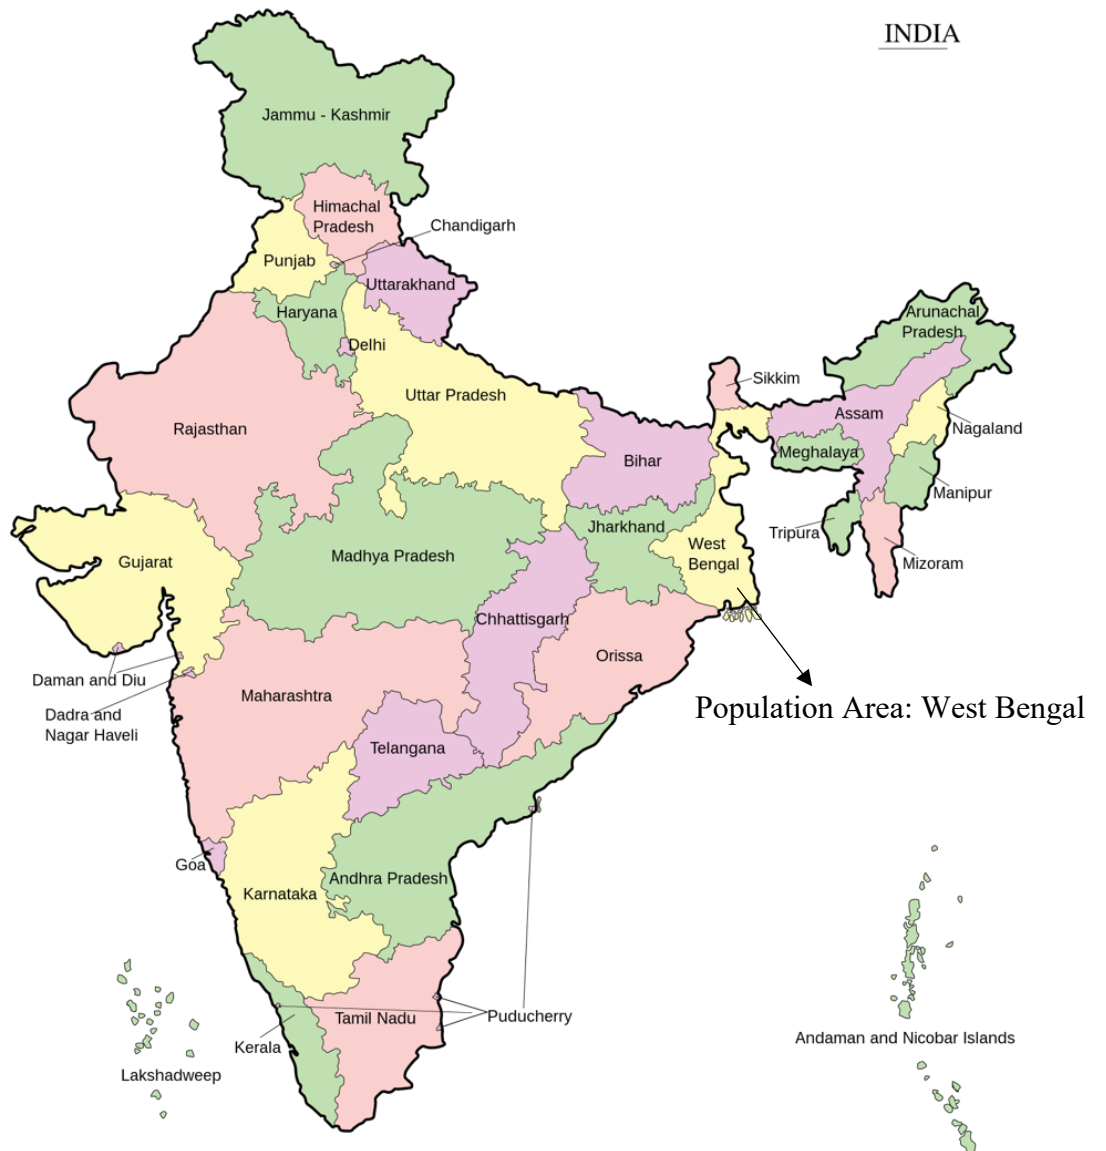 INDIA
Jammu - Kashmir
Himachal
Pradesh
Chandigarh
Punjab
Uttarakhand
Haryana
Delhi
Arunachal
Pradesh
Sikkim
Uttar Pradesh
Assam
Nagaland
Rajasthan
Meghalaya
Bihar
Manipur
Jharkhand
Tripura
West
Bengal
Madhya Pradesh
Gujarat
Mizoram
Chhattisgarh
Orissa
Daman and Diu
Maharashtra
Population Area: West Bengal
Dadra and
Nagar Haveli
Telangana
Goa
Andhra Pradesh
Karnataka
Puducherry
Tamil Nadu
Andaman and Nicobar Islands
Kerala
Lakshadweep